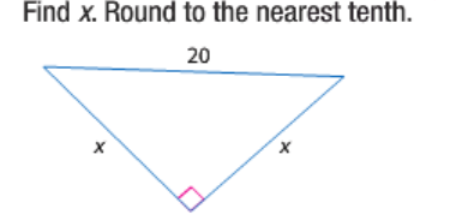 Find x. Round to the nearest tenth.
20
x
x